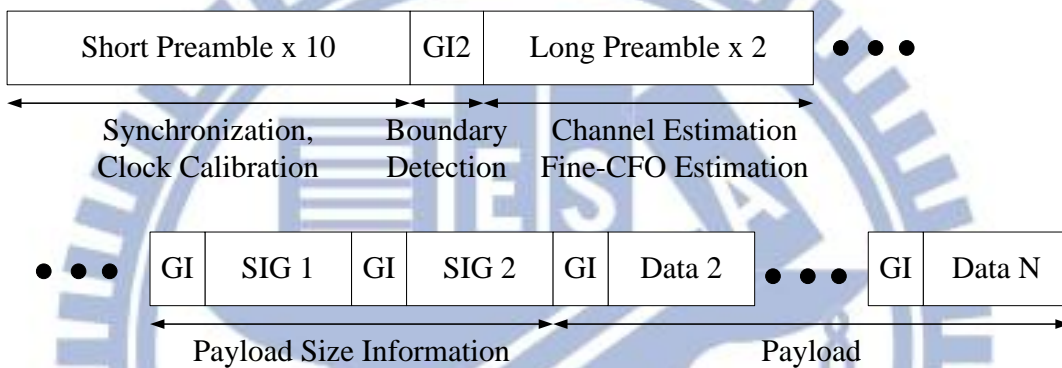 Short Preamble x 10 GI2 Long Preamble x 2
Synchronization, Boundary Channel Estimation
Clock Calibration Detection Fine-CFO Estimation
ESA
GI SIG 1 GI SIG 2 GI Data 2 GI Data N
Payload Size Information Payload